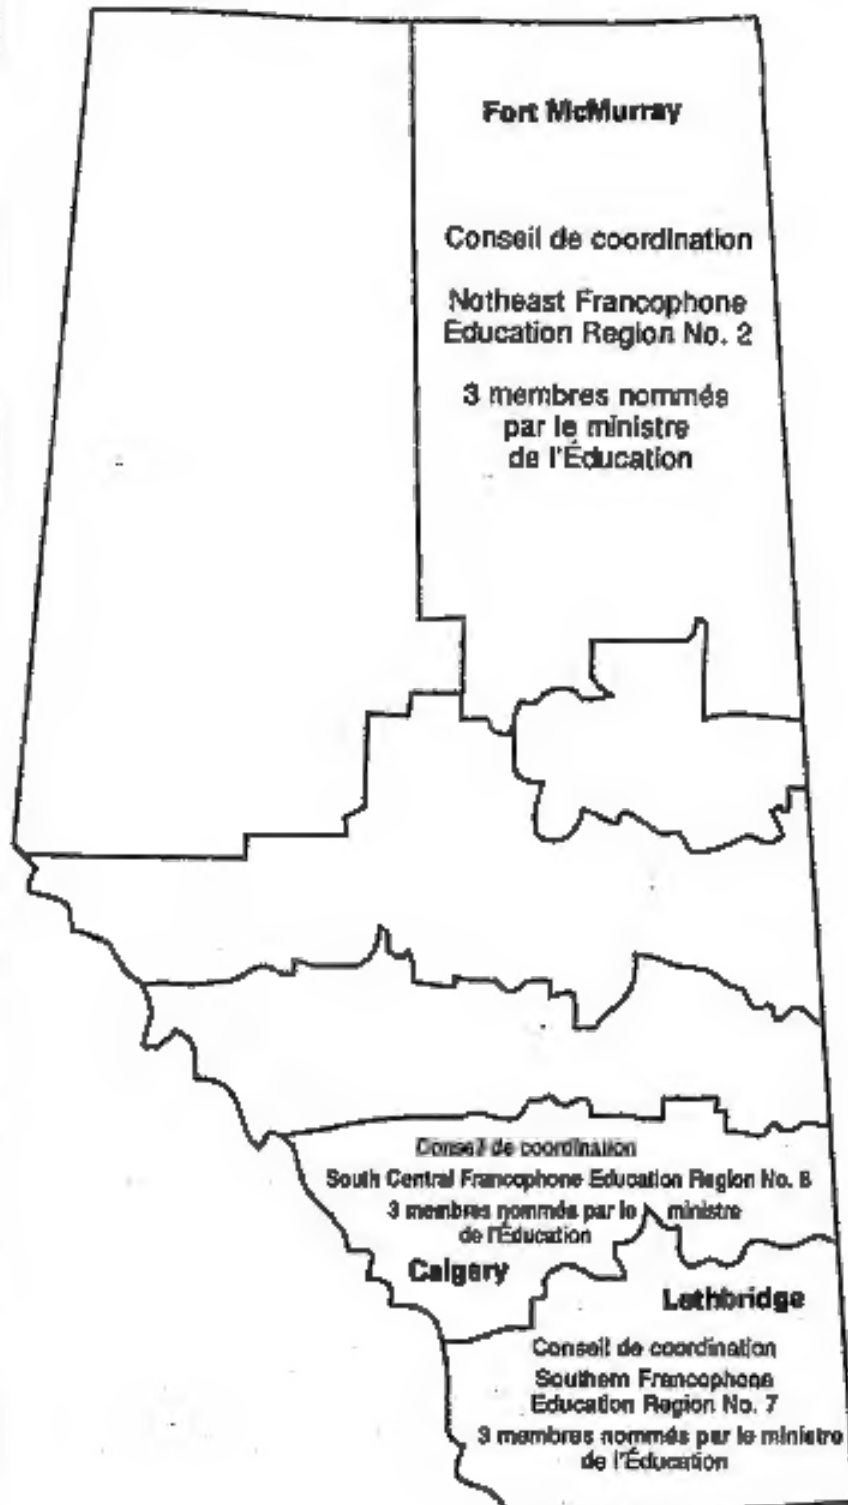 Fort McMurray
Conseil de coordination
Notheast Francophone
Education Region No. 2
3 membres nommés
par le ministre
de l'Éducation
Conseil de coordination
South Central Francophone Education Region No. 6
3 membres nommés par le ministre
de l'Éducation
Calgary
Lethbridge
Conseil de coordination
Southern Francophone
Education Region No. 7
3 membres nommés par le ministre
de l'Éducation